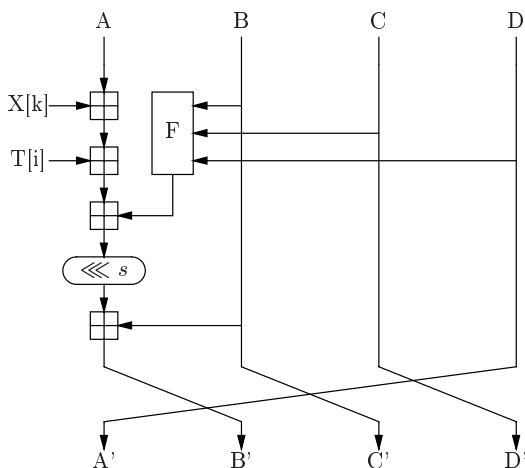 A B C D
X[k]
F
T[i]
⋘ s
A' B' C' D'